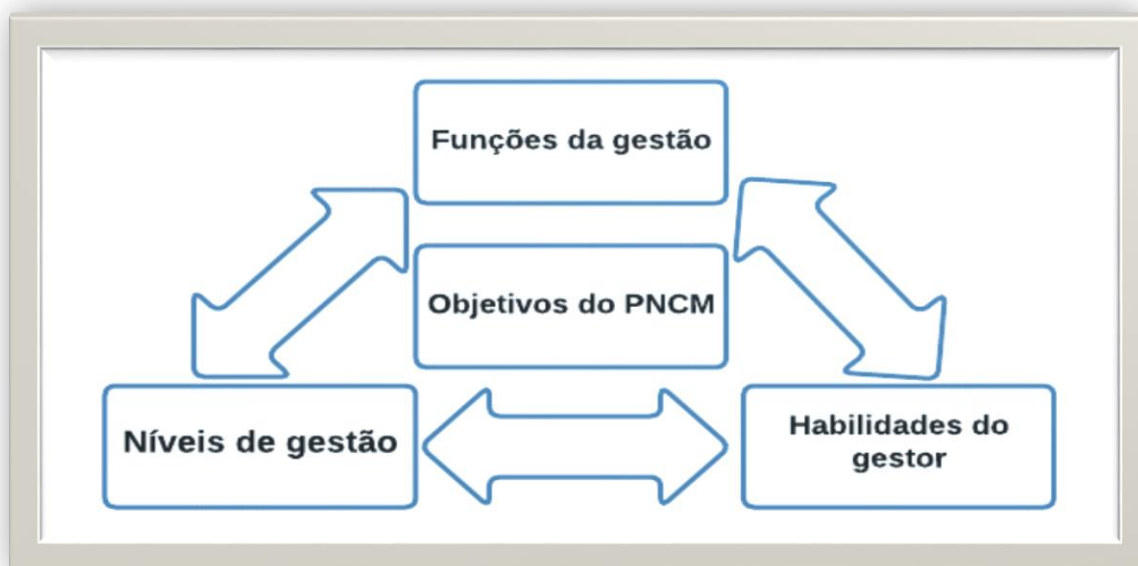 Funções da gestão
Objetivos do PNCM
Níveis de gestão
Habilidades do
gestor